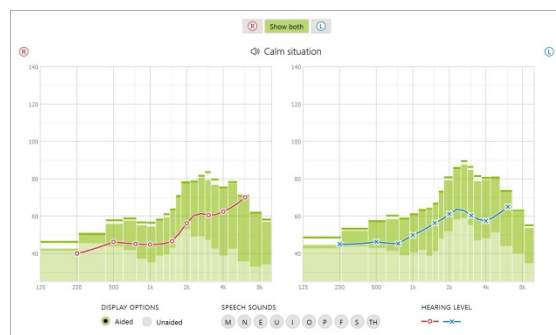 R Show both L
R Calm situation L
140 140
120 120
100 100
80 80
60 60
40 40
125 250 500 1k 2k 4k 8k 125 250 500 1k 2k 4k 8k
DISPLAY OPTIONS SPEECH SOUNDS HEARING LEVEL
Aided Unaided M N E U I O P F S TH